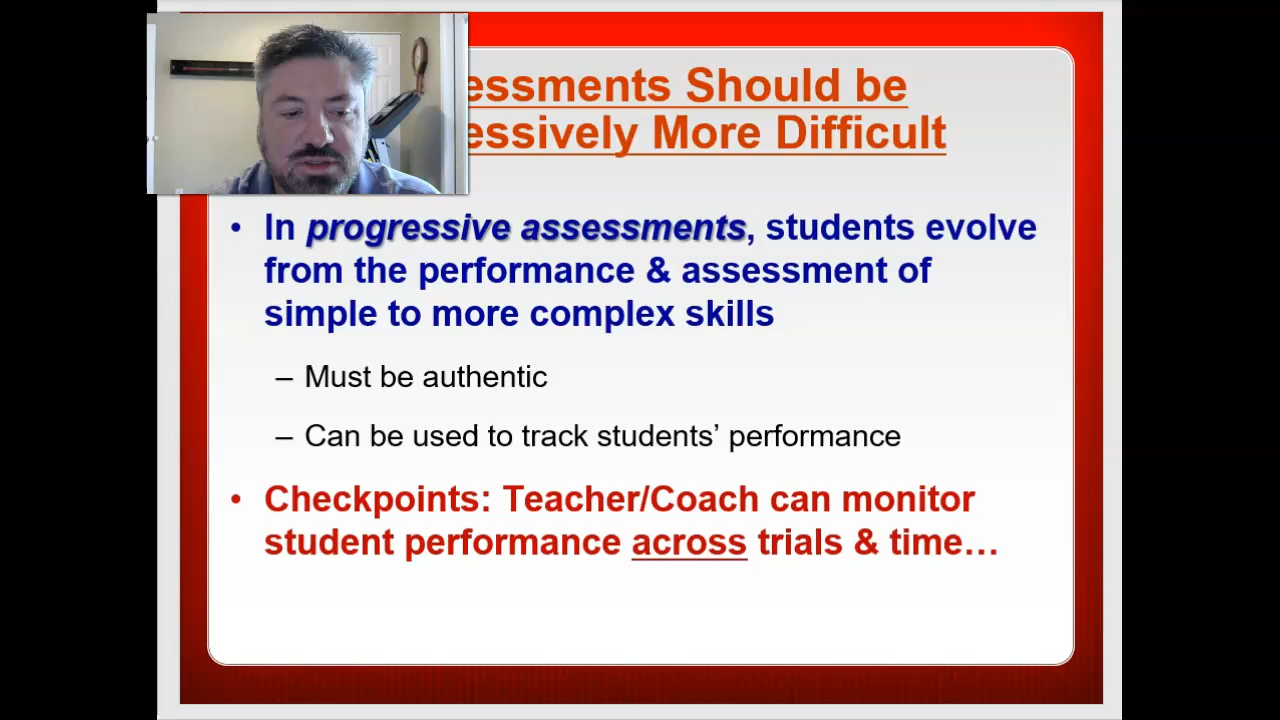 essments Should be
essively More Difficult
• In progressive assessments, students evolve
from the performance & assessment of
simple to more complex skills
– Must be authentic
– Can be used to track students’ performance
• Checkpoints: Teacher/Coach can monitor
student performance across trials & time…